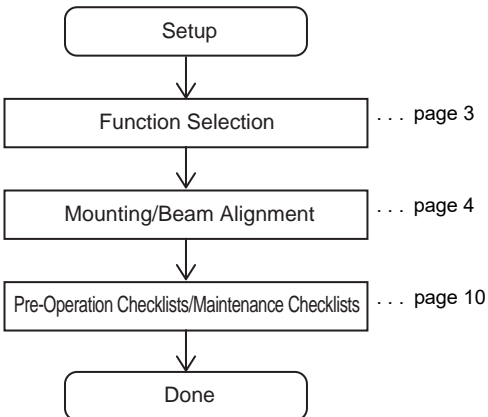 Setup
Function Selection . . . page 3
Mounting/Beam Alignment . . . page 4
Pre-Operation Checklists/Maintenance Checklists . . . page 10
Done